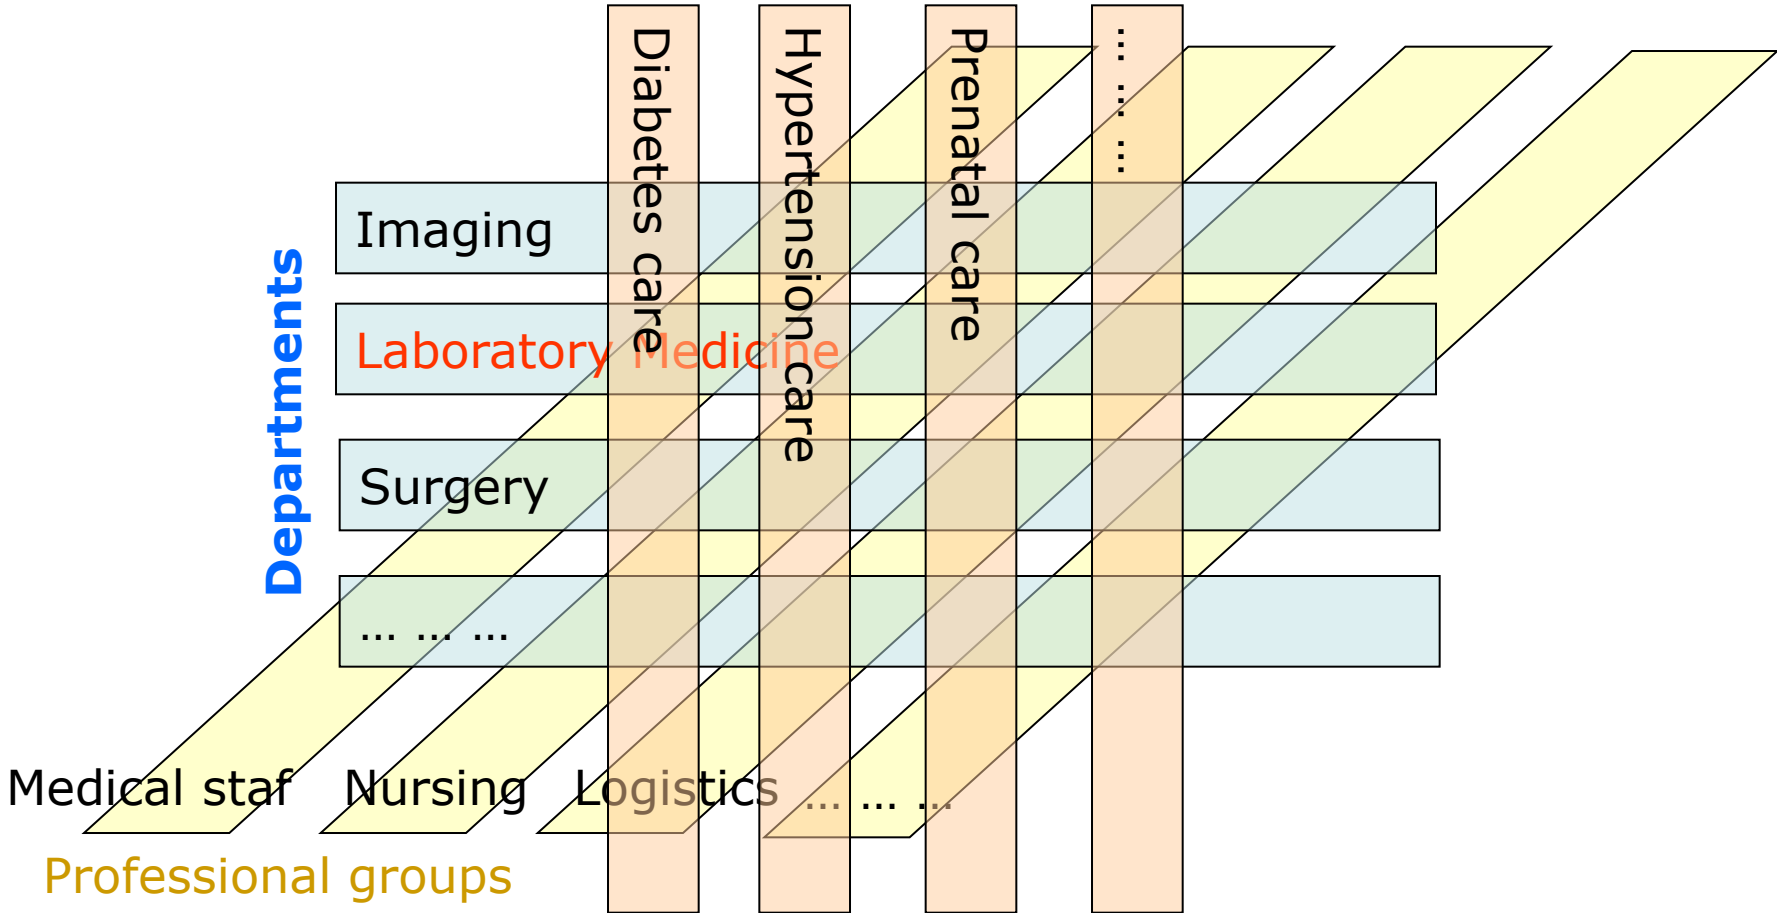 Diabetes care
Hypertension care
Prenatal care
... ... ...
Departments
Imaging
Laboratory Medicine
Surgery
... ... ...
Medical staf
Nursing
Logistics
... ... ...
Professional groups